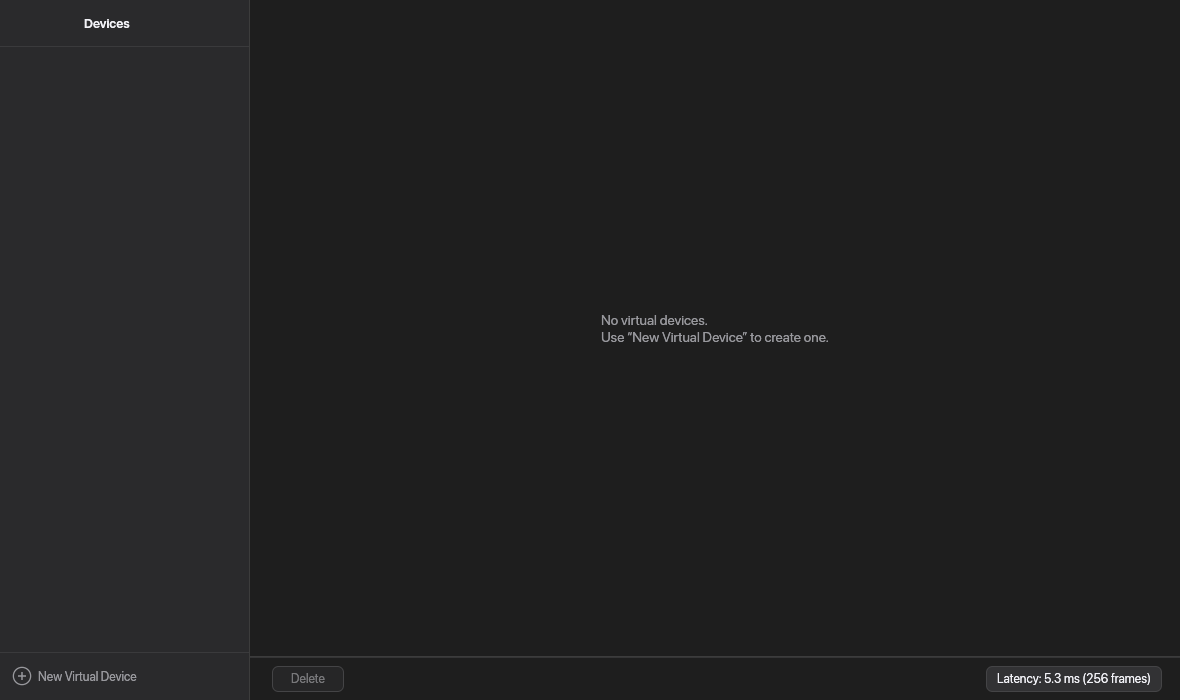 Devices
No virtual devices.
Use "New Virtual Device" to create one.
New Virtual Device
Delete
Latency: 5.3 ms (256 frames)